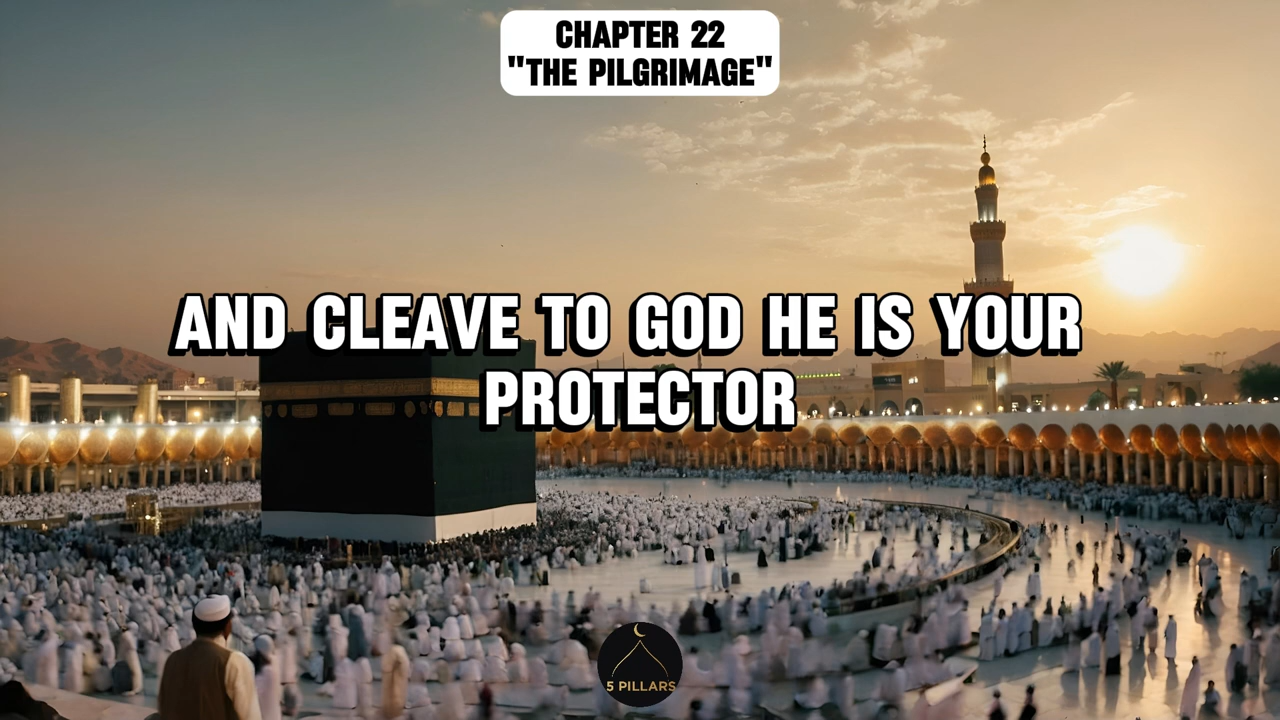 CHAPTER 22
"THE PILGRIMAGE"
AND CLEAVE TO GOD HE IS YOUR
PROTECTOR
5 PILLARS